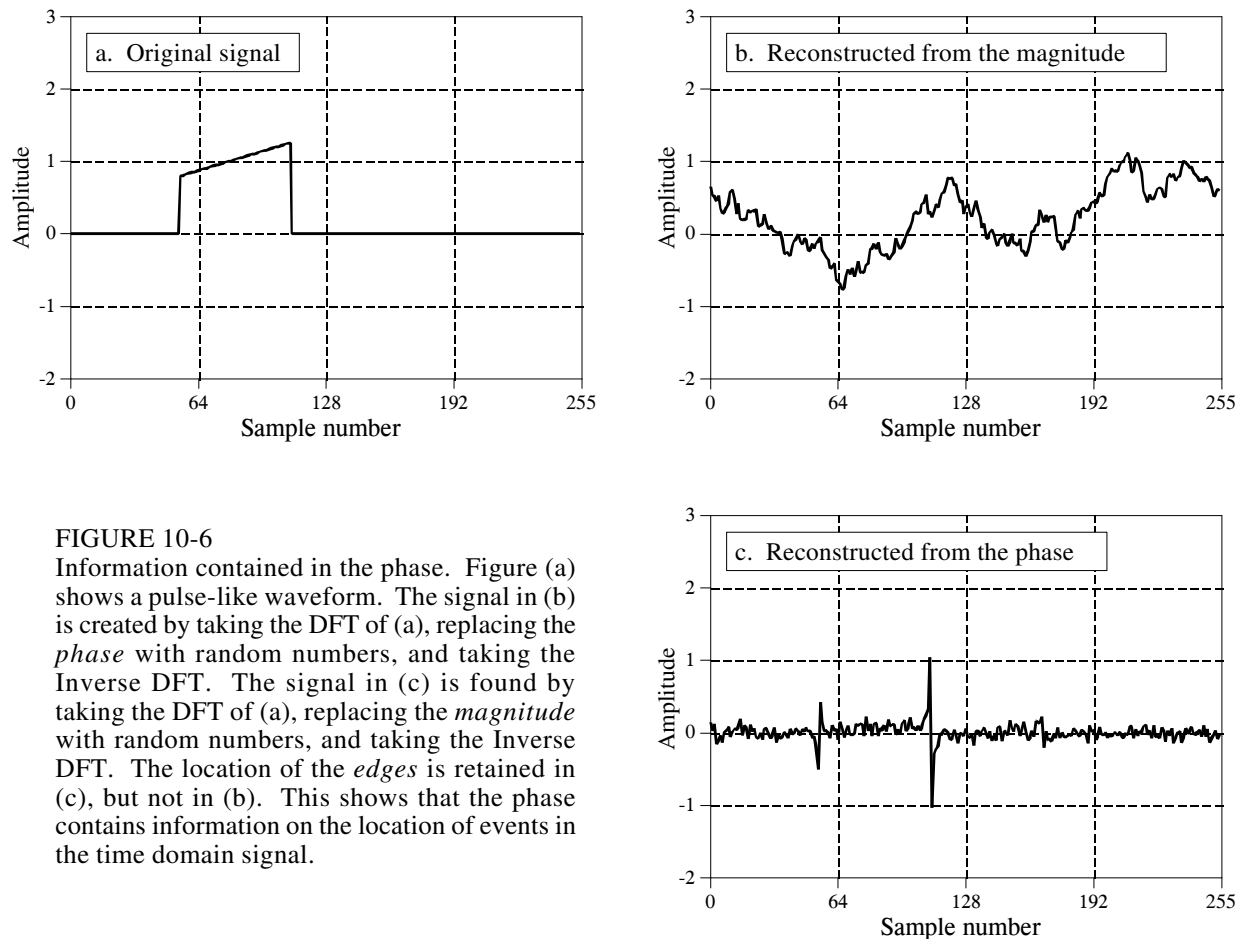 3
2
1
0
-1
-2
Amplitude
a. Original signal
0 64 128 192 255
Sample number
3
2
1
0
-1
-2
Amplitude
b. Reconstructed from the magnitude
0 64 128 192 255
Sample number
FIGURE 10-6
Information contained in the phase. Figure (a)
shows a pulse-like waveform. The signal in (b)
is created by taking the DFT of (a), replacing the
phase with random numbers, and taking the
Inverse DFT. The signal in (c) is found by
taking the DFT of (a), replacing the magnitude
with random numbers, and taking the Inverse
DFT. The location of the edges is retained in
(c), but not in (b). This shows that the phase
contains information on the location of events in
the time domain signal.
3
2
1
0
-1
-2
Amplitude
c. Reconstructed from the phase
0 64 128 192 255
Sample number